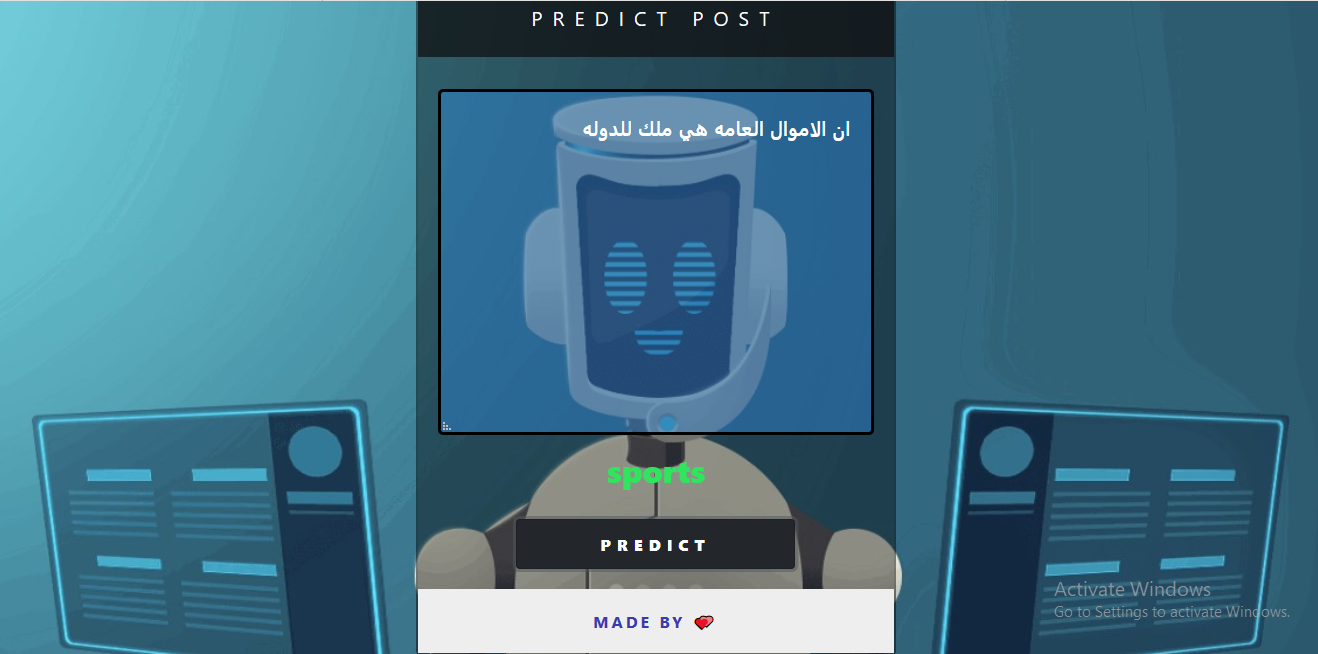 PREDICT POST
ان الاموال العامه هي ملك للدوله
sports
PREDICT
MADE BY
Activate Windows
Go to Settings to activate Windows.